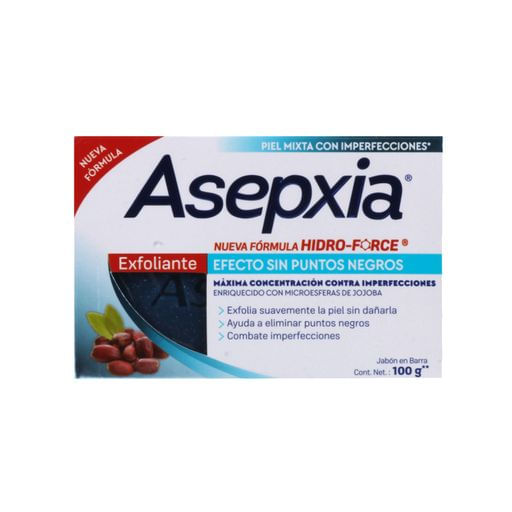 NUEVA
FÓRMULA
PIEL MIXTA CON IMPERFECCIONES*
Asepxia®
NUEVA FÓRMULA HIDRO-FORCE®
Exfoliante
EFECTO SIN PUNTOS NEGROS
MÁXIMA CONCENTRACIÓN CONTRA IMPERFECCIONES
ENRIQUECIDO CON MICROESFERAS DE JOJOBA
> Exfolia suavemente la piel sin dañarla
> Ayuda a eliminar puntos negros
> Combate imperfecciones
Jabón en Barra
Cont. Net.: 100 g**